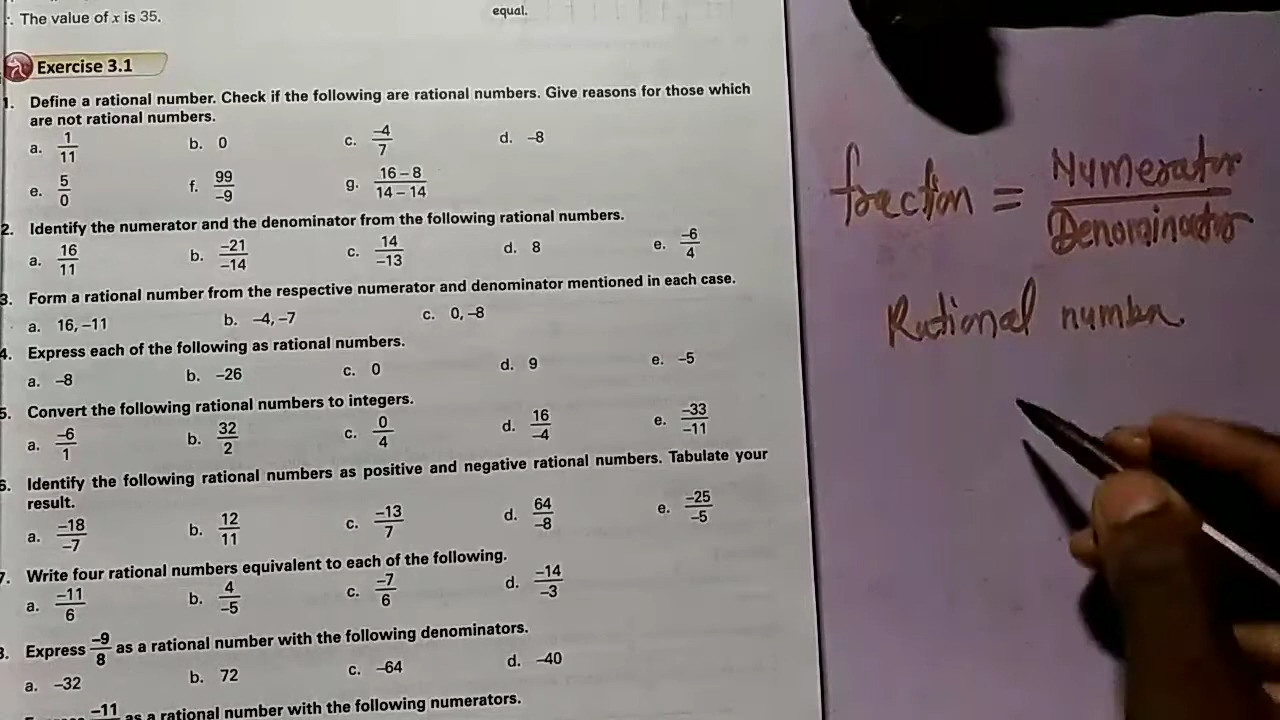 ∴ The value of x is 35.
equal.
Exercise 3.1
1. Define a rational number. Check if the following are rational numbers. Give reasons for those which
are not rational numbers.
a. 1/11 b. 0 c. -4/7 d. -8
e. 5/0 f. 99/-9 g. 16 - 8/14 - 14
2. Identify the numerator and the denominator from the following rational numbers.
a. 16/11 b. -21/-14 c. 14/-13 d. 8 e. -6/4
3. Form a rational number from the respective numerator and denominator mentioned in each case.
a. 16, -11 b. -4, -7 c. 0, -8
4. Express each of the following as rational numbers.
a. -8 b. -26 c. 0 d. 9 e. -5
5. Convert the following rational numbers to integers.
a. -6/1 b. 32/2 c. 0/4 d. 16/-4 e. -33/-11
6. Identify the following rational numbers as positive and negative rational numbers. Tabulate your
result.
a. -18/-7 b. 12/11 c. -13/7 d. 64/-8 e. -25/-5
7. Write four rational numbers equivalent to each of the following.
a. -11/6 b. 4/-5 c. -7/6 d. -14/-3
8. Express -9/8 as a rational number with the following denominators.
a. -32 b. 72 c. -64 d. -40
-11 as a rational number with the following numerators.
fraction = Numerator/Denominator
Rational number